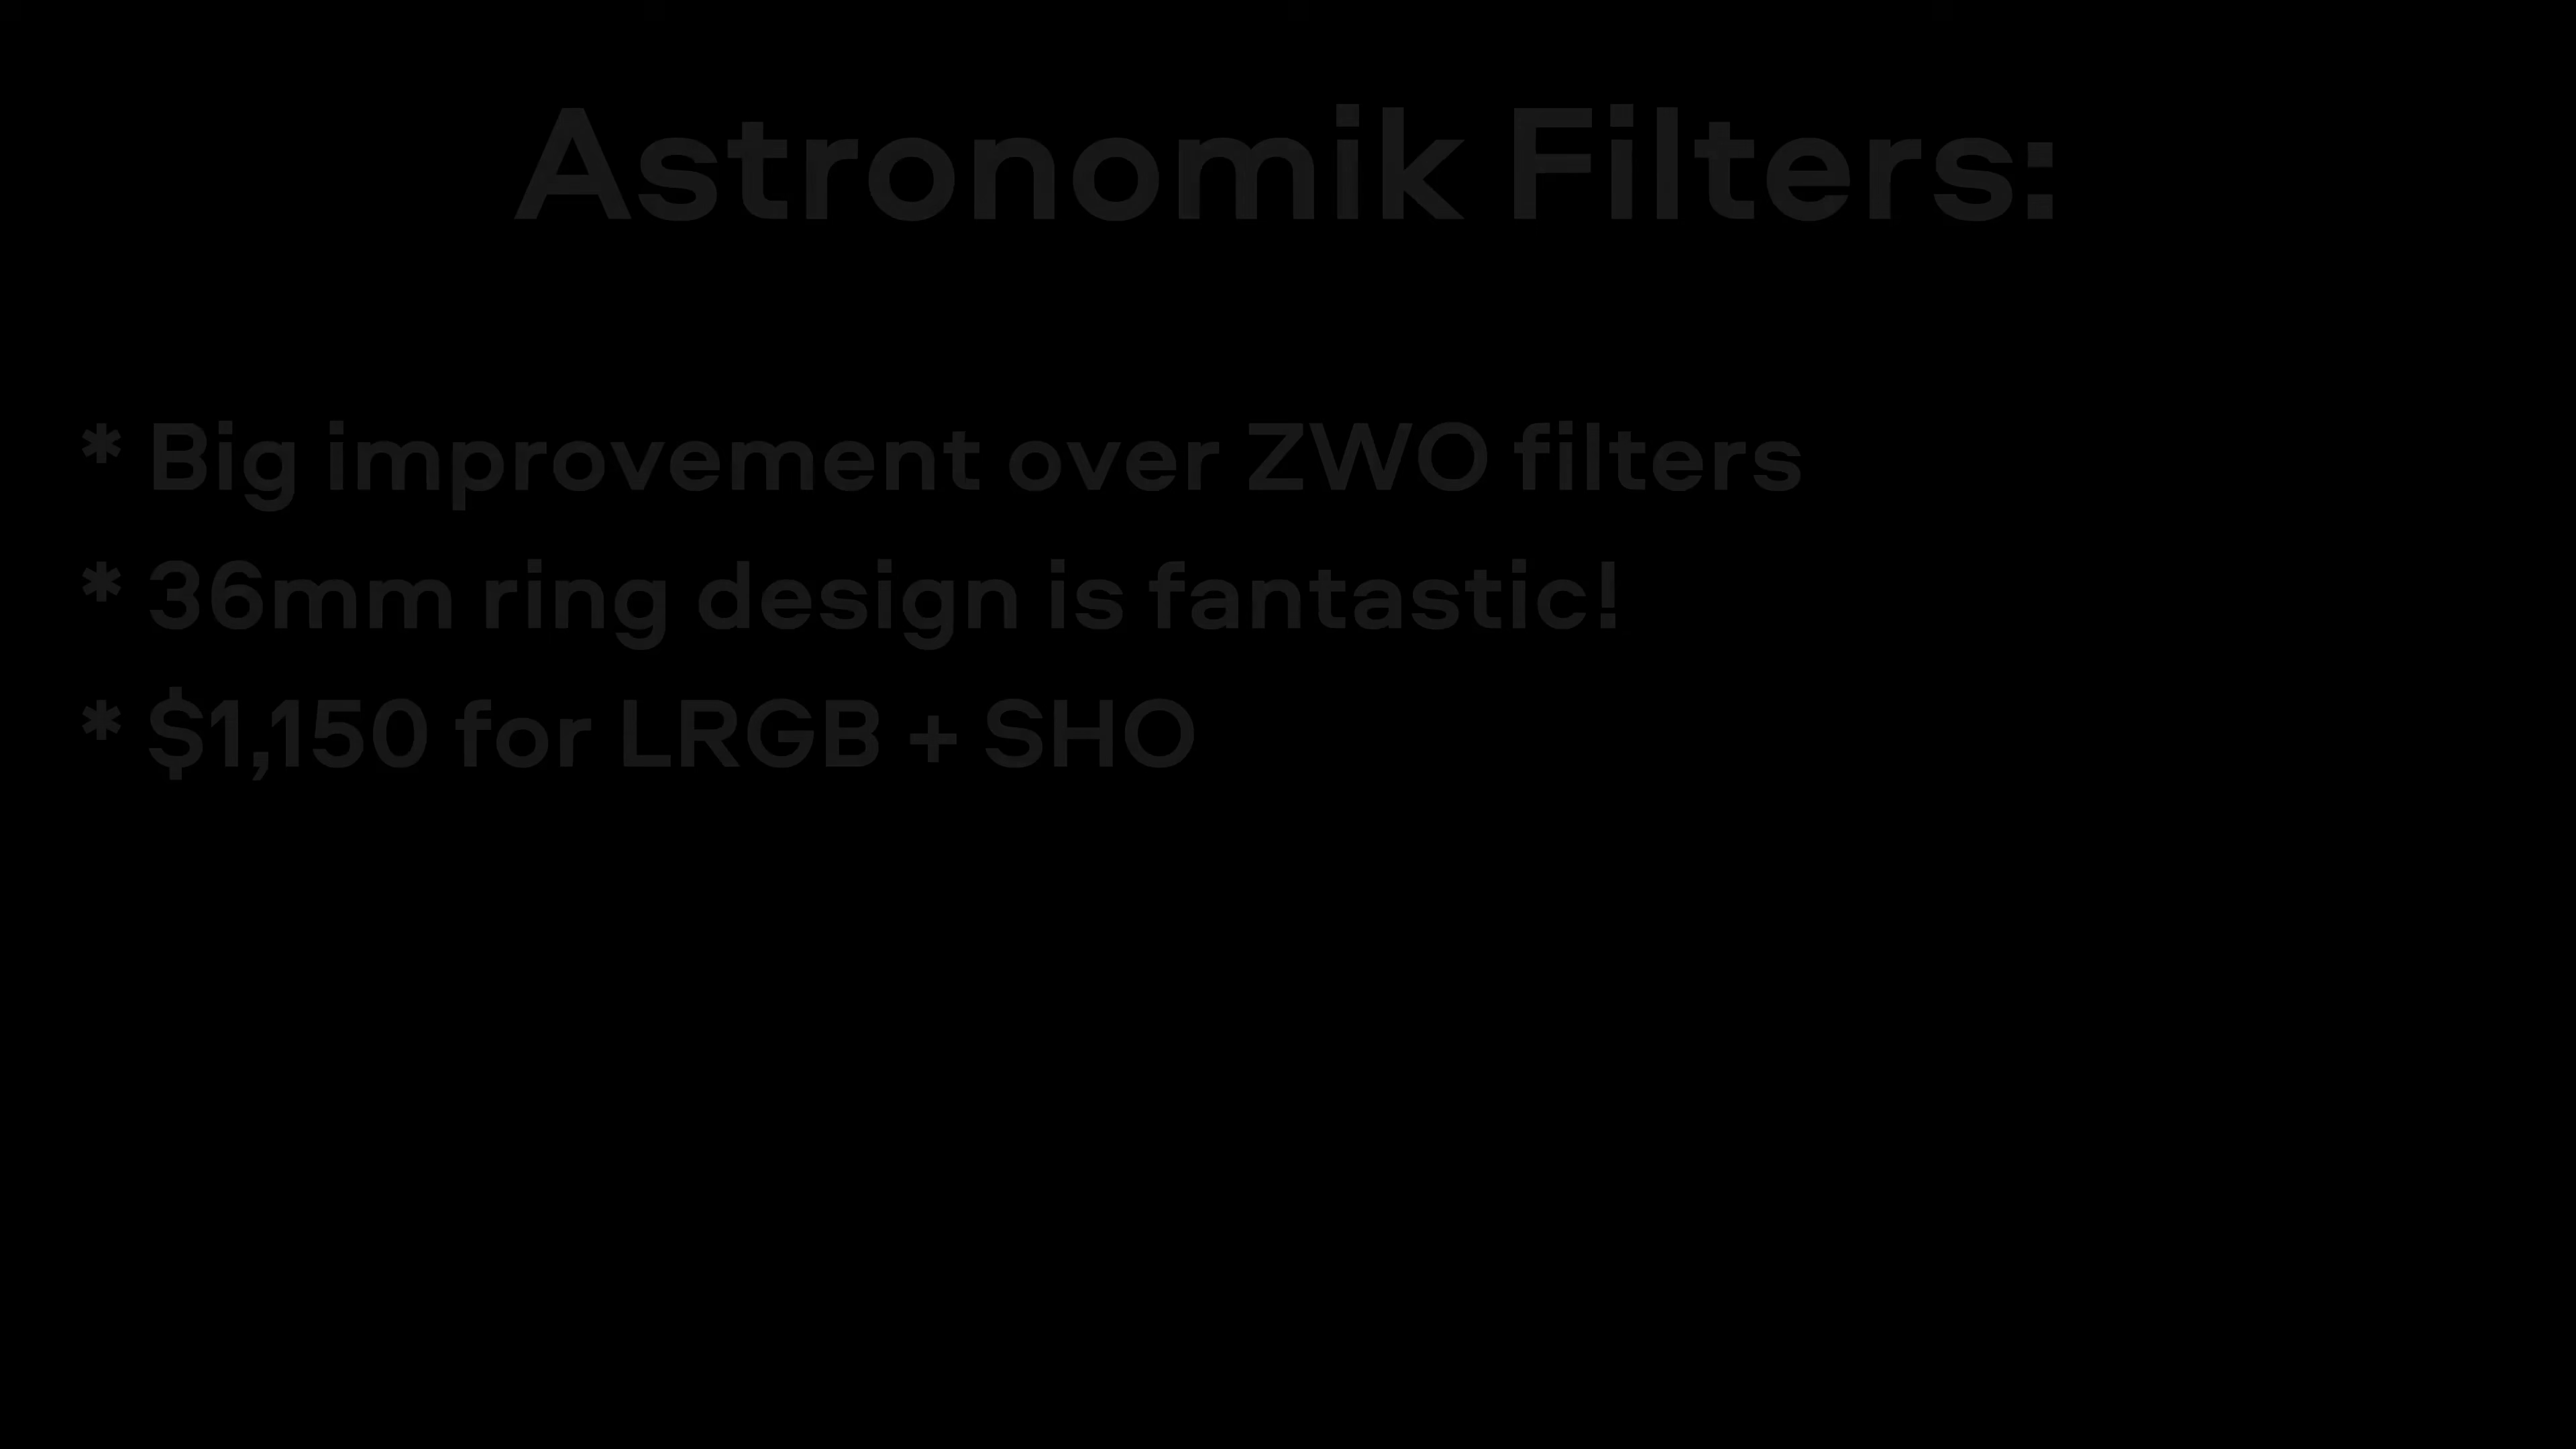 Astronomik Filters:
* Big improvement over ZWO filters
* 36mm ring design is fantastic!
* $1,150 for LRGB + SHO